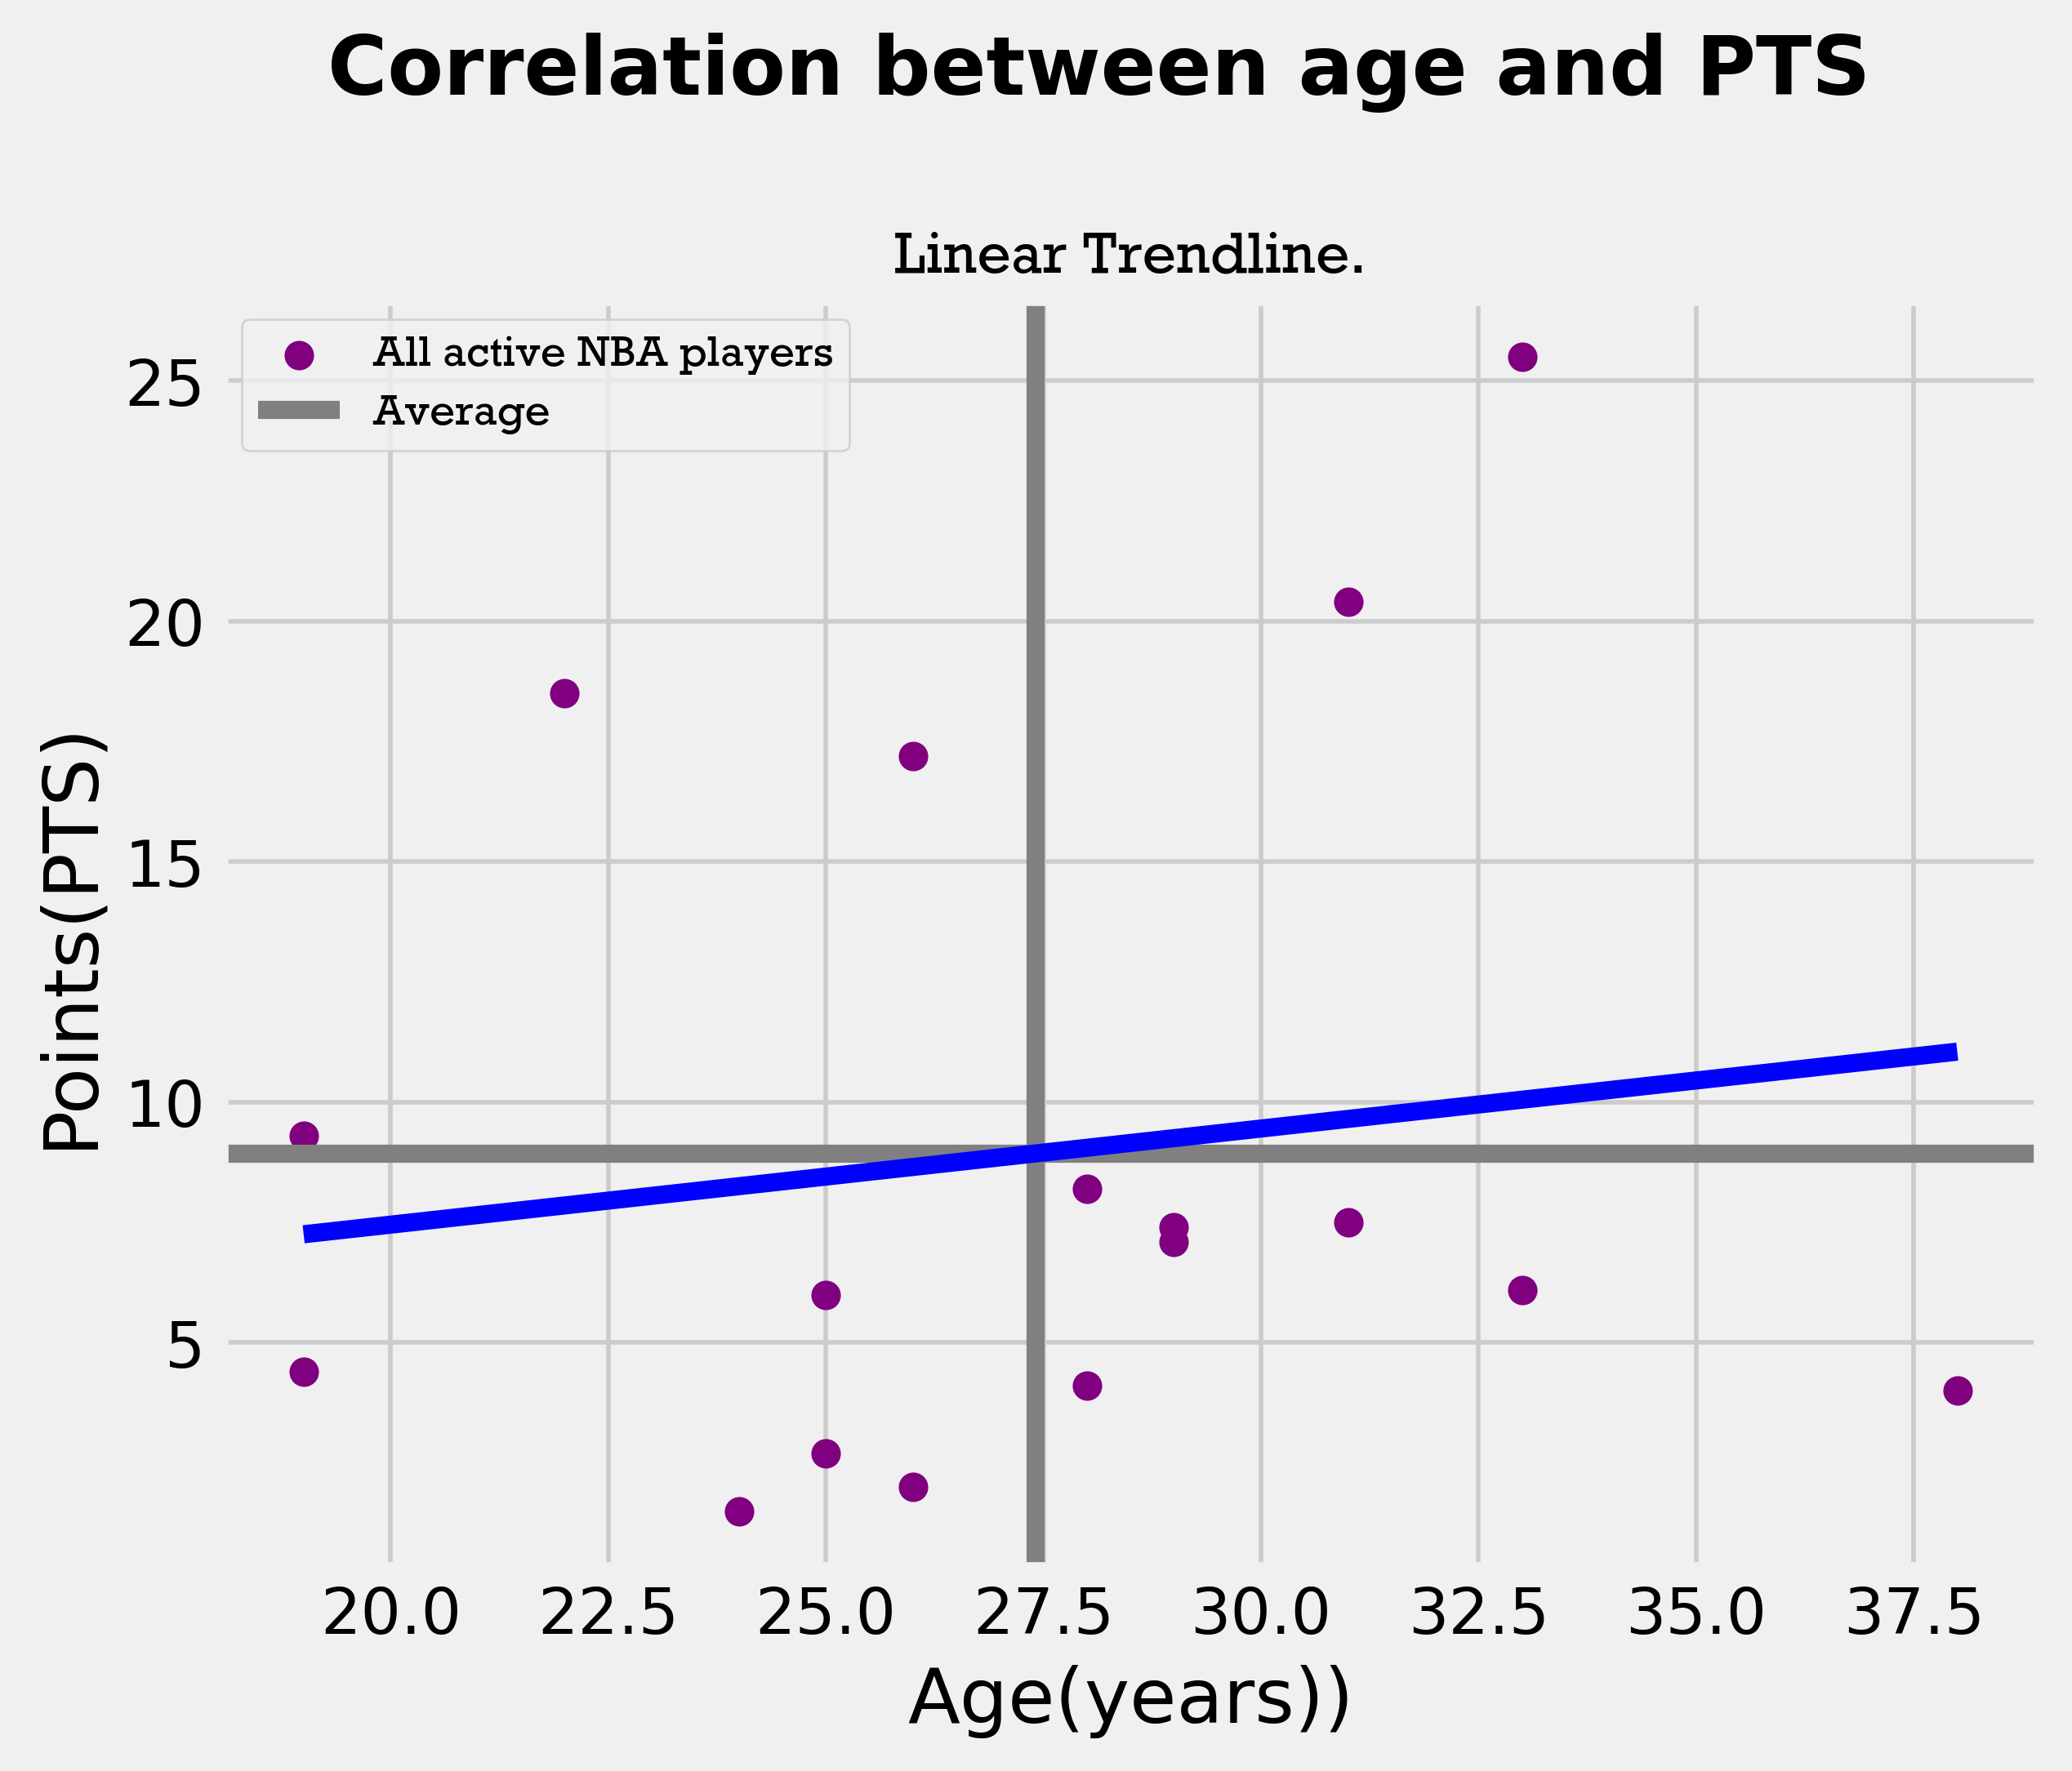 Correlation between age and PTS
Linear Trendline.
All active NBA players
Average
Points(PTS)
25
20
15
10
5
20.0 22.5 25.0 27.5 30.0 32.5 35.0 37.5
Age(years))